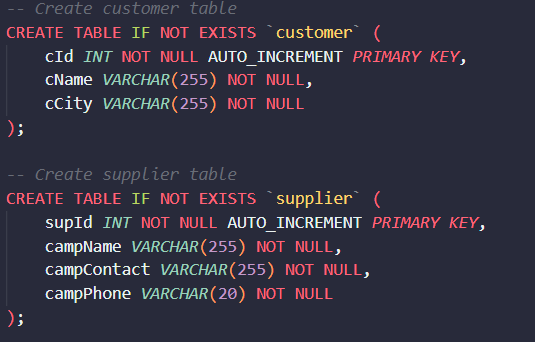 -- Create customer table
CREATE TABLE IF NOT EXISTS `customer` (
cId INT NOT NULL AUTO_INCREMENT PRIMARY KEY,
cName VARCHAR(255) NOT NULL,
cCity VARCHAR(255) NOT NULL
);
-- Create supplier table
CREATE TABLE IF NOT EXISTS `supplier` (
supId INT NOT NULL AUTO_INCREMENT PRIMARY KEY,
campName VARCHAR(255) NOT NULL,
campContact VARCHAR(255) NOT NULL,
campPhone VARCHAR(20) NOT NULL
);